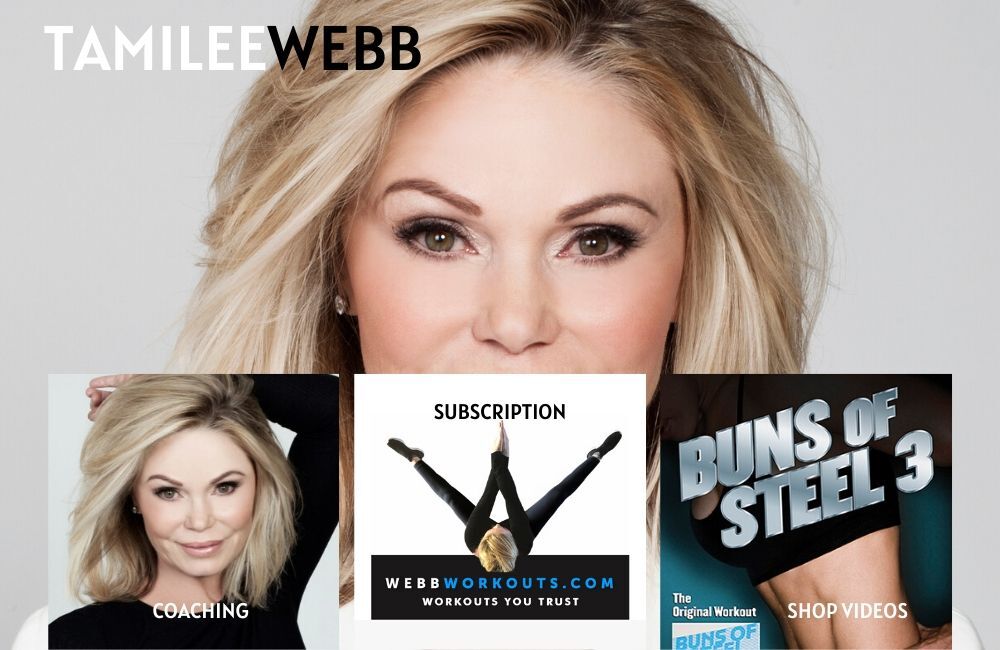 TAMILEEWEBB
SUBSCRIPTION
WEBBWORKOUTS.COM
WORKOUTS YOU TRUST
COACHING
BUNS OF
STEEL 3
The
Original Workout
SHOP VIDEOS
BUNS OF